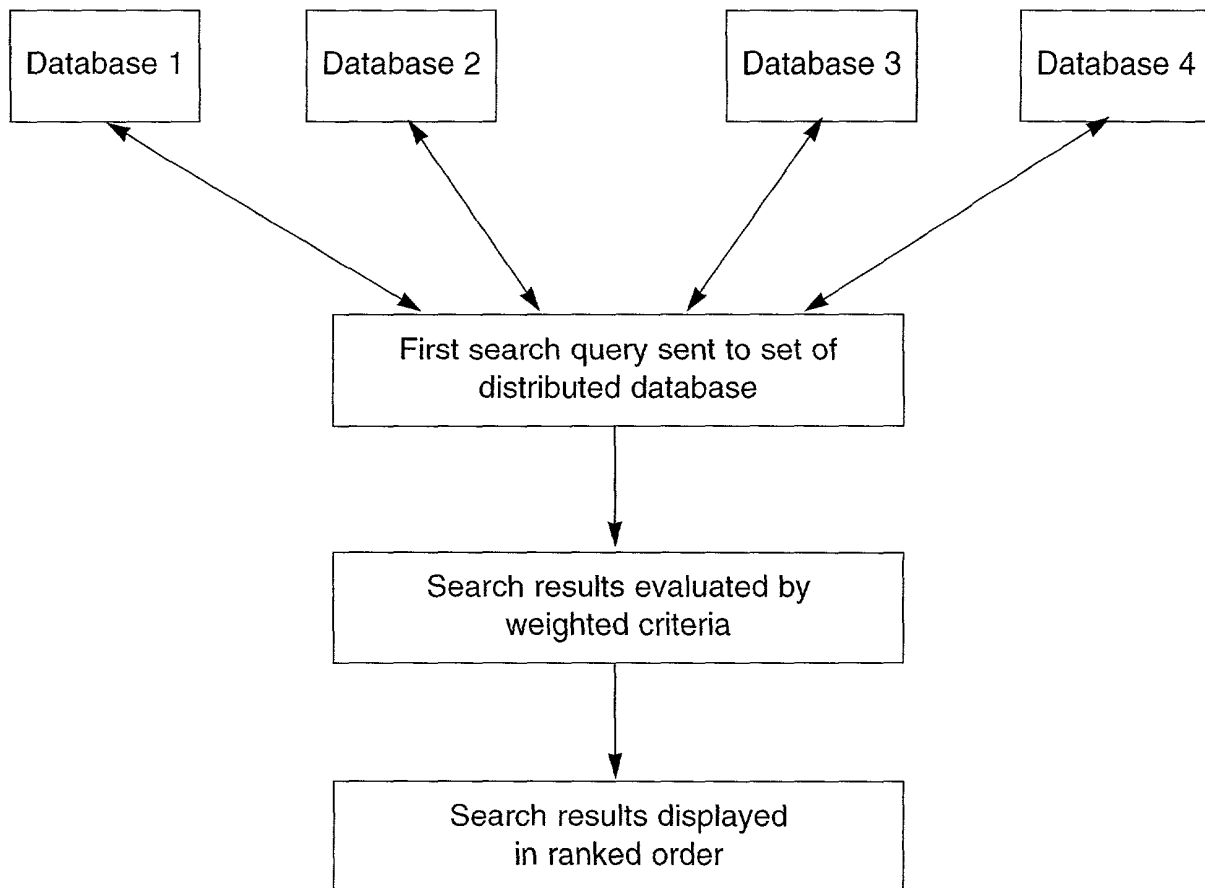 Database 1
Database 2
Database 3
Database 4
First search query sent to set of
distributed database
Search results evaluated by
weighted criteria
Search results displayed
in ranked order